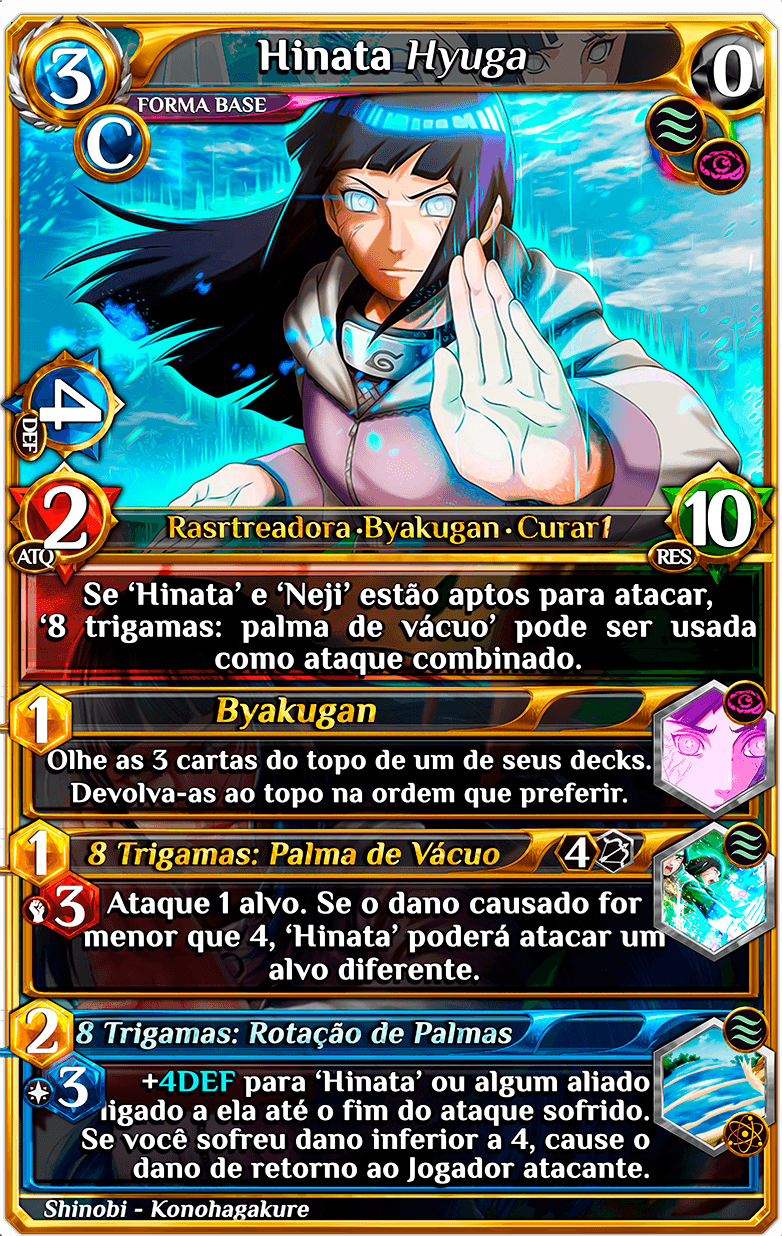 3
Hinata Hyuga
0
FORMA BASE
C
4
DEF
2
ATQ
Rasrtreadora · Byakugan · Curar1
10
RES
Se ‘Hinata’ e ‘Neji’ estão aptos para atacar,
‘8 trigamas: palma de vácuo’ pode ser usada
como ataque combinado.
1
Byakugan
Olhe as 3 cartas do topo de um de seus decks.
Devolva-as ao topo na ordem que preferir.
1
8 Trigamas: Palma de Vácuo
4
3
Ataque 1 alvo. Se o dano causado for
menor que 4, ‘Hinata’ poderá atacar um
alvo diferente.
2
8 Trigamas: Rotação de Palmas
3
+4DEF para ‘Hinata’ ou algum aliado
ligado a ela até o fim do ataque sofrido.
Se você sofreu dano inferior a 4, cause o
dano de retorno ao Jogador atacante.
Shinobi - Konohagakure